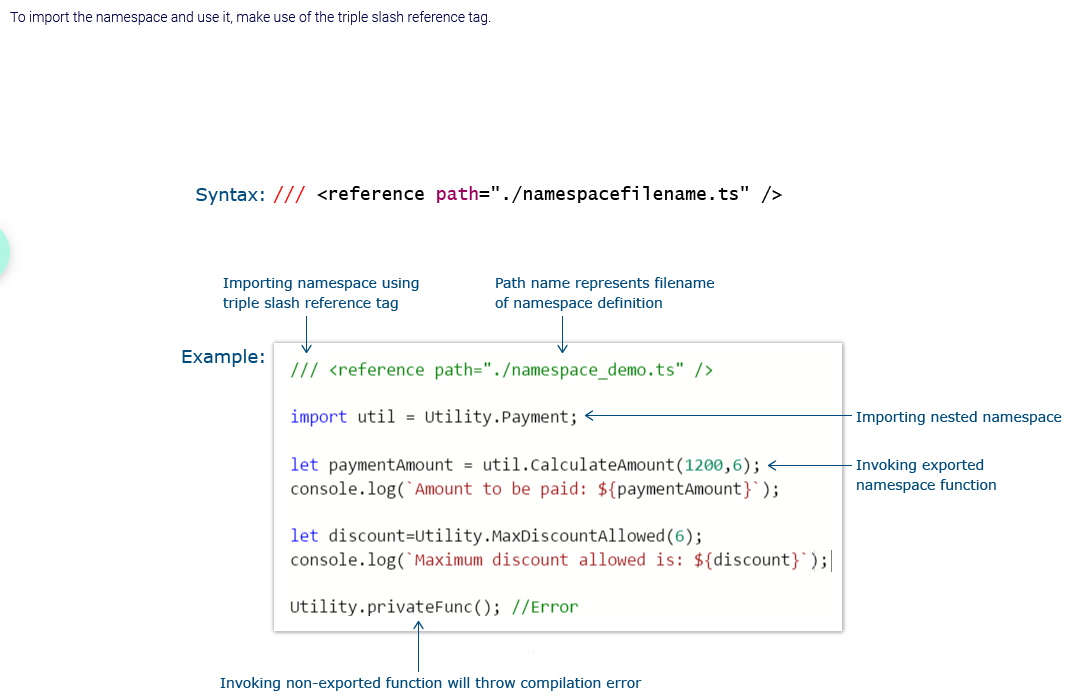 To import the namespace and use it, make use of the triple slash reference tag.
Syntax: /// <reference path="./namespacefilename.ts" />
Importing namespace using
triple slash reference tag
Path name represents filename
of namespace definition
Example:
/// <reference path="./namespace_demo.ts" />
import util = Utility.Payment;
Importing nested namespace
let paymentAmount = util.CalculateAmount(1200,6);
console.log(`Amount to be paid: ${paymentAmount}`);
Invoking exported
namespace function
let discount=Utility.MaxDiscountAllowed(6);
console.log(`Maximum discount allowed is: ${discount}`);
Utility.privateFunc(); //Error
Invoking non-exported function will throw compilation error